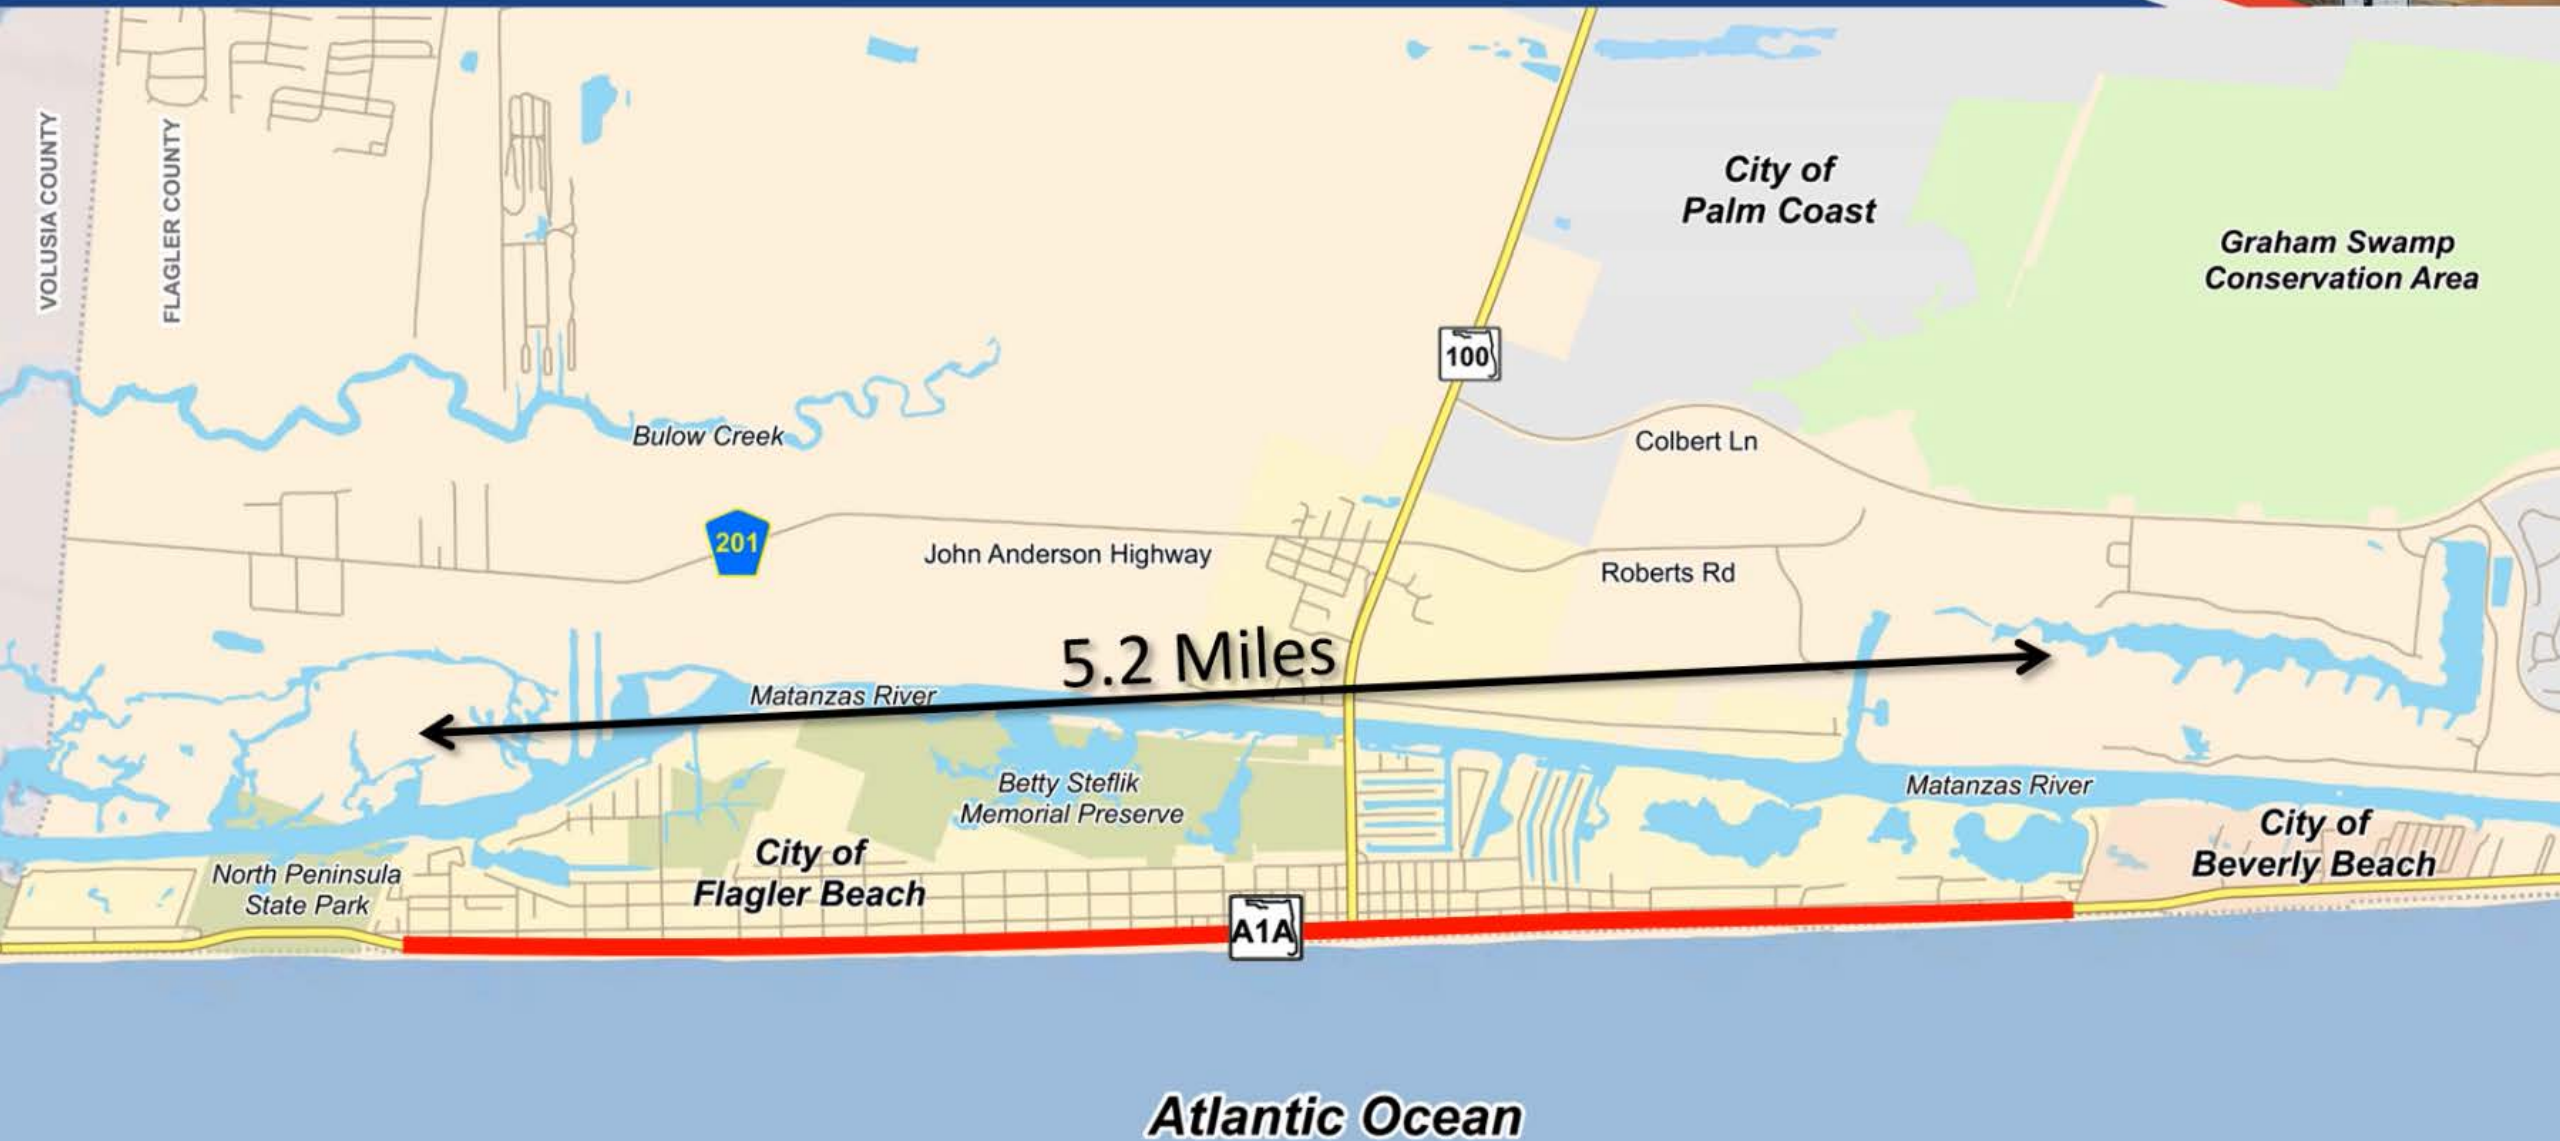 VOLUSIA COUNTY
FLAGLER COUNTY
City of
Palm Coast
Graham Swamp
Conservation Area
100
Bulow Creek
Colbert Ln
201
John Anderson Highway
Roberts Rd
5.2 Miles
Matanzas River
Betty Steflik
Memorial Preserve
Matanzas River
City of
Beverly Beach
City of
Flagler Beach
North Peninsula
State Park
A1A
Atlantic Ocean